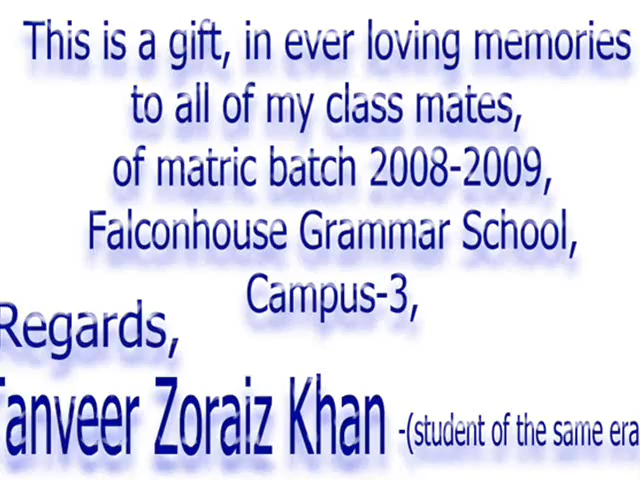 This is a gift, in ever loving memories
to all of my class mates,
of matric batch 2008-2009,
Falconhouse Grammar School,
Campus-3,
Regards,
Tanveer Zoraiz Khan -(student of the same era